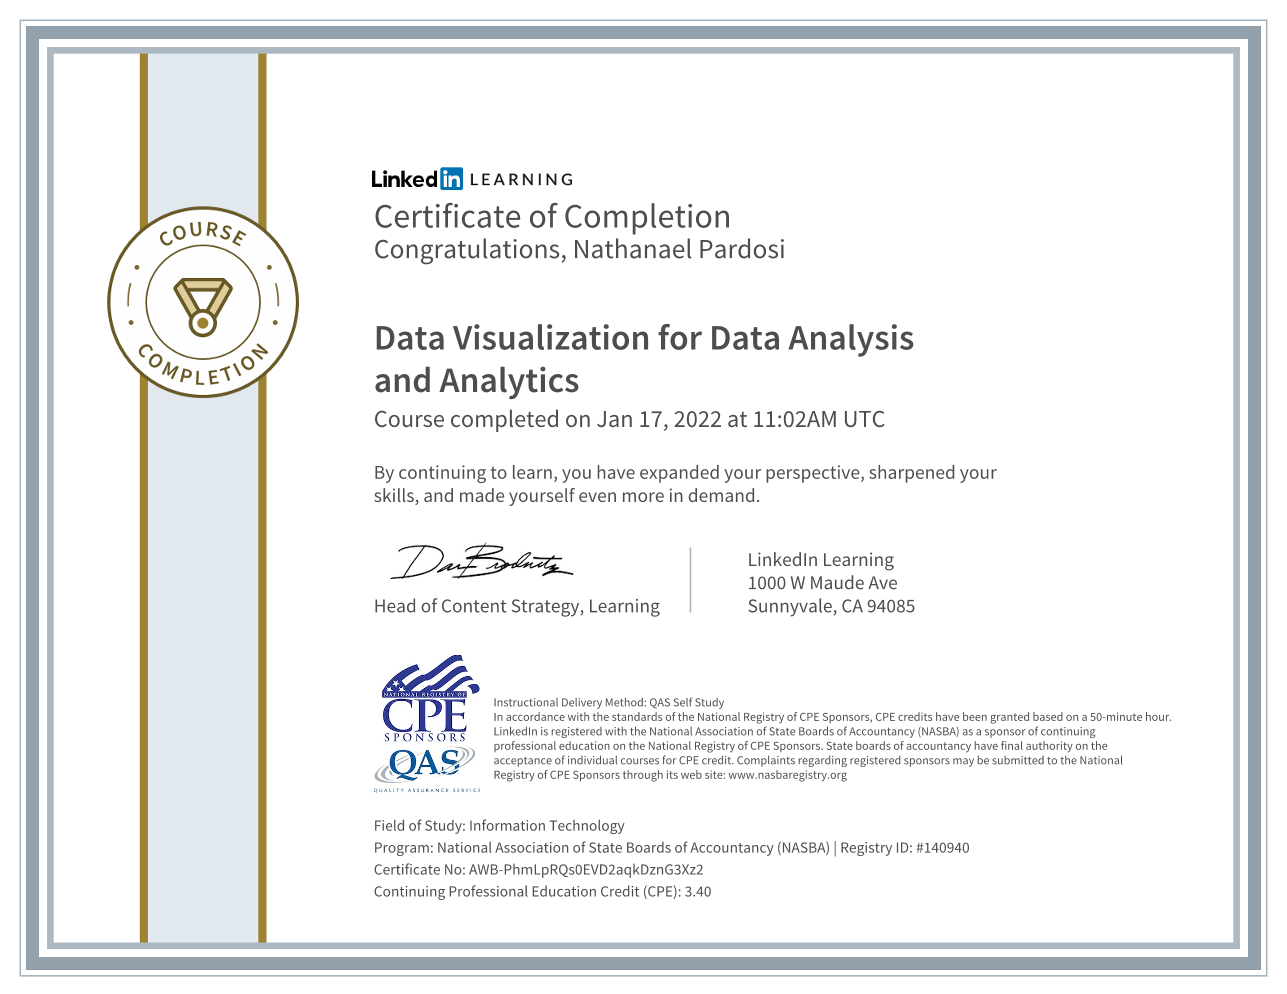 COURSE
COMPLETION
Linkedin LEARNING
Certificate of Completion
Congratulations, Nathanael Pardosi
Data Visualization for Data Analysis
and Analytics
Course completed on Jan 17, 2022 at 11:02AM UTC
By continuing to learn, you have expanded your perspective, sharpened your
skills, and made yourself even more in demand.
Dan Brodnitz
Head of Content Strategy, Learning
LinkedIn Learning
1000 W Maude Ave
Sunnyvale, CA 94085
NATIONAL REGISTRY OF
CPE
SPONSORS
QAS
QUALITY ASSURANCE SERVICE
Instructional Delivery Method: QAS Self Study
In accordance with the standards of the National Registry of CPE Sponsors, CPE credits have been granted based on a 50-minute hour.
LinkedIn is registered with the National Association of State Boards of Accountancy (NASBA) as a sponsor of continuing
professional education on the National Registry of CPE Sponsors. State boards of accountancy have final authority on the
acceptance of individual courses for CPE credit. Complaints regarding registered sponsors may be submitted to the National
Registry of CPE Sponsors through its web site: www.nasbaregistry.org
Field of Study: Information Technology
Program: National Association of State Boards of Accountancy (NASBA) | Registry ID: #140940
Certificate No: AWB-PhmLpRQs0EVD2aqkDznG3Xz2
Continuing Professional Education Credit (CPE): 3.40